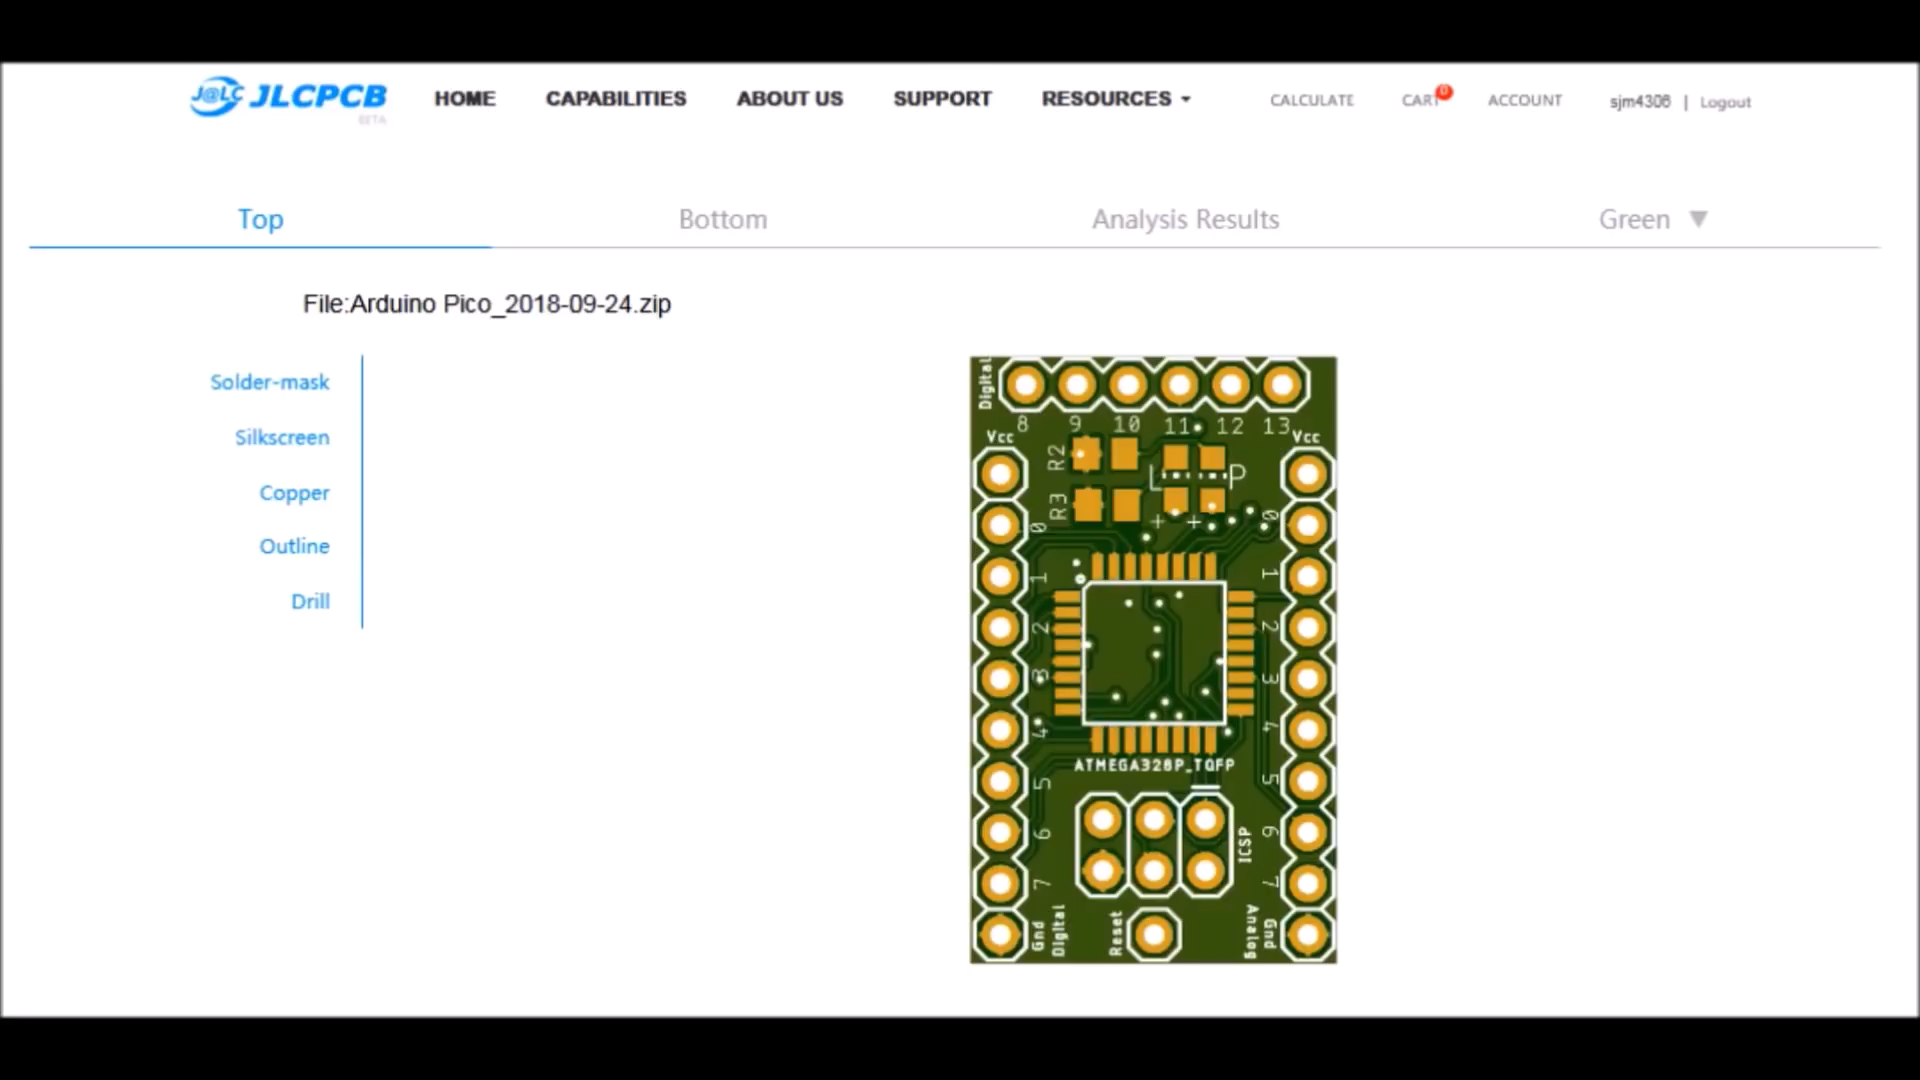 J@LC JLCPCB
BETA
HOME CAPABILITIES ABOUT US SUPPORT RESOURCES
CALCULATE CART 0 ACCOUNT sjm4306 | Logout
Top Bottom Analysis Results Green
File:Arduino Pico_2018-09-24.zip
Solder-mask
Silkscreen
Copper
Outline
Drill
Digital
8 9 10 11 12 13
Vcc Vcc
R2
L P
R3
+ +
0 0
1 1
2 2
3 3
4 4
5 5
6 6
7 7
ATMEGA328P_TQFP
ICSP
Gnd Digital Reset Analog Gnd